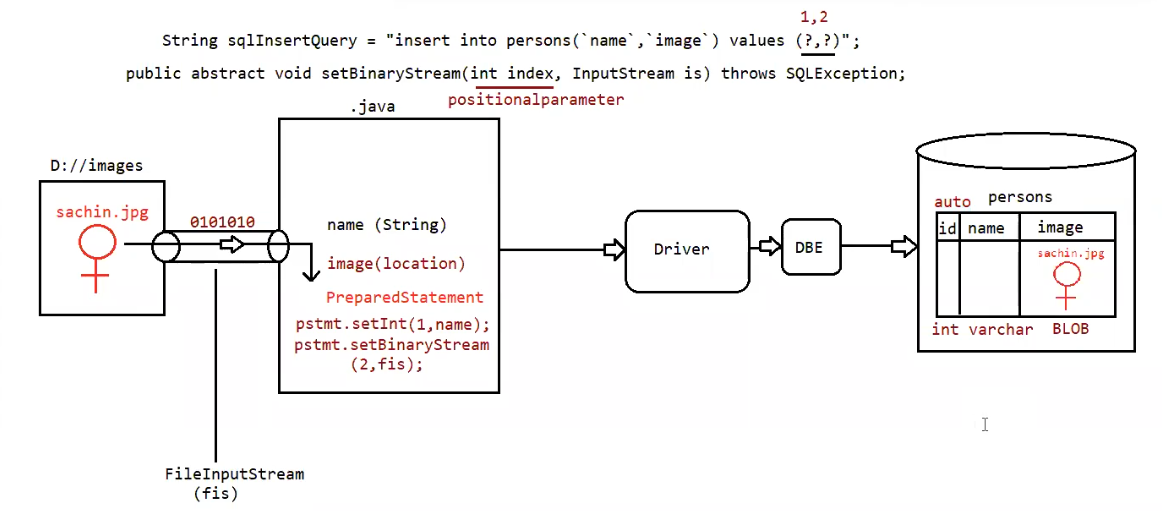 1,2
String sqlInsertQuery = "insert into persons(`name`,`image`) values (?,?)";
public abstract void setBinaryStream(int index, InputStream is) throws SQLException;
positionalparameter
.java
D://images
sachin.jpg
0101010
name (String)
image(location)
PreparedStatement
pstmt.setInt(1,name);
pstmt.setBinaryStream
(2,fis);
FileInputStream
(fis)
Driver
DBE
persons
auto
id name image
sachin.jpg
int varchar BLOB